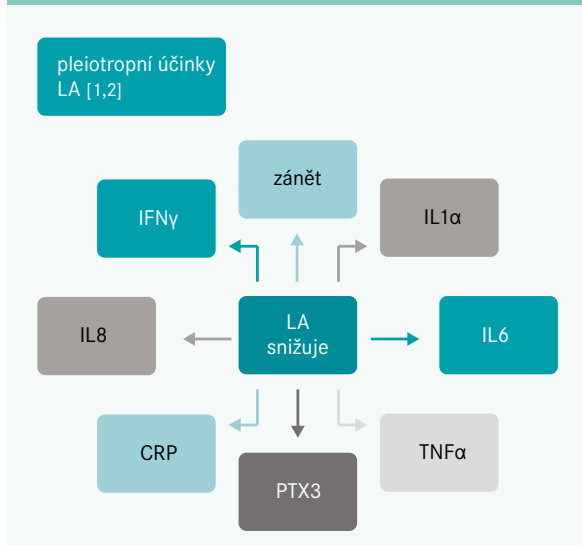 pleiotropní účinky
LA [1,2]
zánět
IFNγ
IL1α
IL8
LA
snižuje
IL6
CRP
TNFα
PTX3